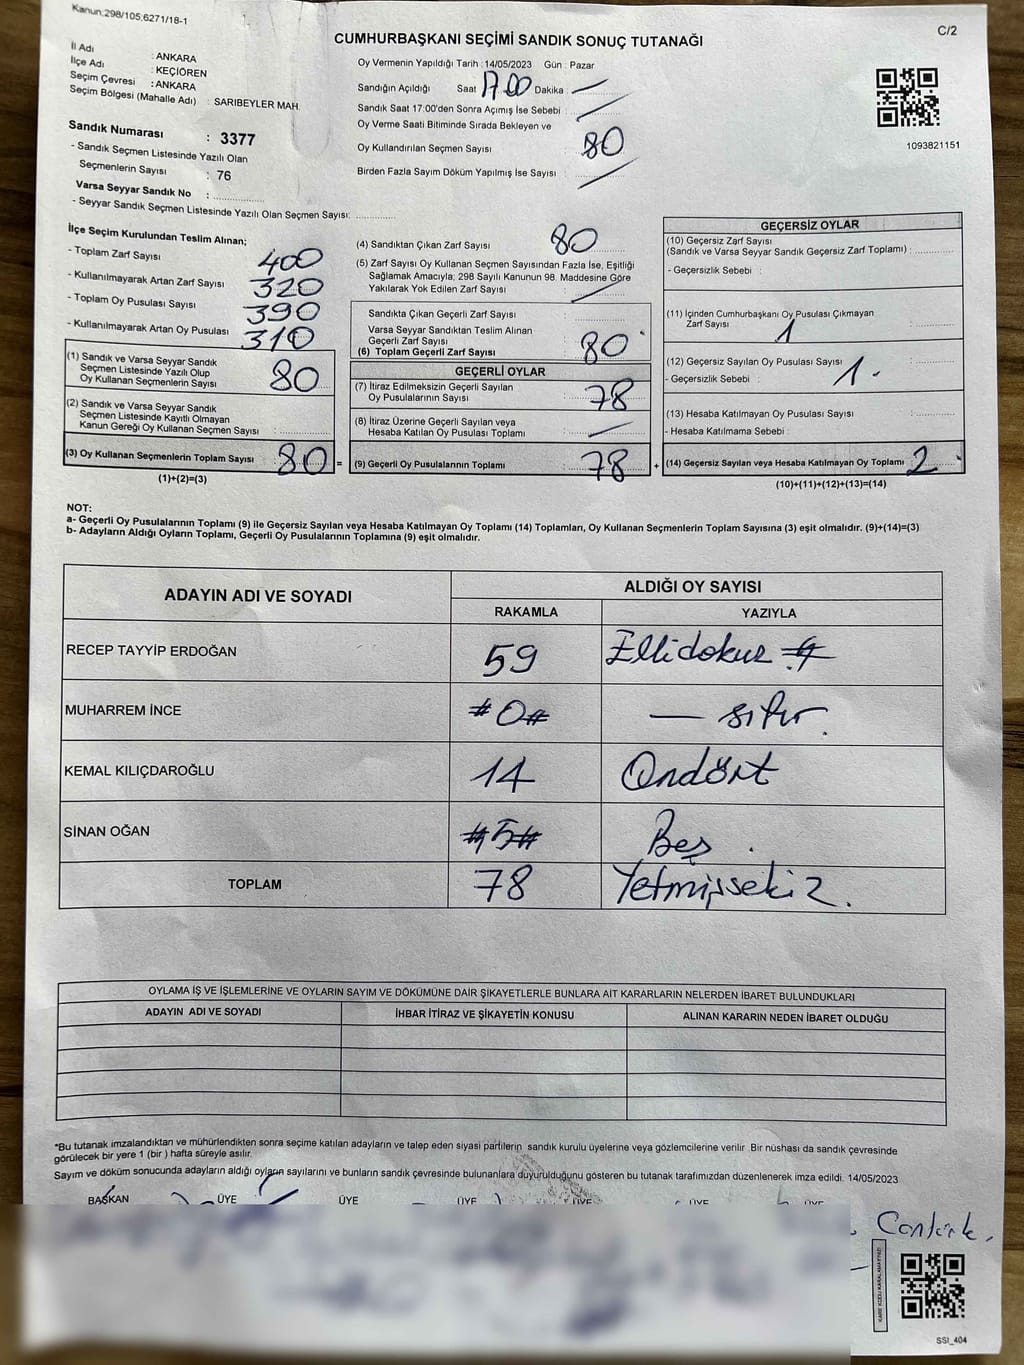 Kanun:298/105,6271/18-1
C/2
CUMHURBAŞKANI SEÇİMİ SANDIK SONUÇ TUTANAĞI
İl Adı : ANKARA
İlçe Adı : KEÇİÖREN
Seçim Çevresi : ANKARA
Seçim Bölgesi (Mahalle Adı) : SARIBEYLER MAH.
Sandık Numarası : 3377
- Sandık Seçmen Listesinde Yazılı Olan
Seçmenlerin Sayısı : 76
Varsa Seyyar Sandık No : ..............
- Seyyar Sandık Seçmen Listesinde Yazılı Olan Seçmen Sayısı: ............
Oy Vermenin Yapıldığı Tarih : 14/05/2023 Gün : Pazar
Sandığın Açıldığı Saat 17.00 Dakika : —
Sandık Saat 17:00'den Sonra Açımış İse Sebebi : —
Oy Verme Saati Bitiminde Sırada Bekleyen ve
Oy Kullandırılan Seçmen Sayısı : 80
Birden Fazla Sayım Döküm Yapılmış İse Sayısı : —
1093821151
İlçe Seçim Kurulundan Teslim Alınan;
- Toplam Zarf Sayısı 400
- Kullanılmayarak Artan Zarf Sayısı 320
- Toplam Oy Pusulası Sayısı 390
- Kullanılmayarak Artan Oy Pusulası 310
(1) Sandık ve Varsa Seyyar Sandık
Seçmen Listesinde Yazılı Olup
Oy Kullanan Seçmenlerin Sayısı 80
(2) Sandık ve Varsa Seyyar Sandık
Seçmen Listesinde Kayıtlı Olmayan
Kanun Gereği Oy Kullanan Seçmen Sayısı :
(3) Oy Kullanan Seçmenlerin Toplam Sayısı : 80 =
(1)+(2)=(3)
(4) Sandıktan Çıkan Zarf Sayısı 80
(5) Zarf Sayısı Oy Kullanan Seçmen Sayısından Fazla İse, Eşitliği
Sağlamak Amacıyla; 298 Sayılı Kanunun 98. Maddesine Göre
Yakılarak Yok Edilen Zarf Sayısı : —
Sandıkta Çıkan Geçerli Zarf Sayısı :
Varsa Seyyar Sandıktan Teslim Alınan
Geçerli Zarf Sayısı :
(6) Toplam Geçerli Zarf Sayısı : 80
GEÇERLİ OYLAR
(7) İtiraz Edilmeksizin Geçerli Sayılan
Oy Pusulalarının Sayısı : 78
(8) İtiraz Üzerine Geçerli Sayılan veya
Hesaba Katılan Oy Pusulası Toplamı : —
(9) Geçerli Oy Pusulalarının Toplamı : 78 +
GEÇERSİZ OYLAR
(10) Geçersiz Zarf Sayısı
(Sandık ve Varsa Seyyar Sandık Geçersiz Zarf Toplamı) : ............
- Geçersizlik Sebebi :
(11) İçinden Cumhurbaşkanı Oy Pusulası Çıkmayan
Zarf Sayısı 1
(12) Geçersiz Sayılan Oy Pusulası Sayısı : 1 -
- Geçersizlik Sebebi :
(13) Hesaba Katılmayan Oy Pusulası Sayısı :
- Hesaba Katılmama Sebebi :
(14) Geçersiz Sayılan veya Hesaba Katılmayan Oy Toplamı : 2
(10)+(11)+(12)+(13)=(14)
NOT:
a- Geçerli Oy Pusulalarının Toplamı (9) ile Geçersiz Sayılan veya Hesaba Katılmayan Oy Toplamı (14) Toplamları, Oy Kullanan Seçmenlerin Toplam Sayısına (3) eşit olmalıdır. (9)+(14)=(3)
b- Adayların Aldığı Oyların Toplamı, Geçerli Oy Pusulalarının Toplamına (9) eşit olmalıdır.
ADAYIN ADI VE SOYADI
ALDIĞI OY SAYISI
RAKAMLA YAZIYLA
RECEP TAYYİP ERDOĞAN 59 Ellidokuz #
MUHARREM İNCE #0# — sıfır.
KEMAL KILIÇDAROĞLU 14 Ondört
SİNAN OĞAN #5# Beş .
TOPLAM 78 Yetmişsekiz.
OYLAMA İŞ VE İŞLEMLERİNE VE OYLARIN SAYIM VE DÖKÜMÜNE DAİR ŞİKAYETLERLE BUNLARA AİT KARARLARIN NELERDEN İBARET BULUNDUKLARI
ADAYIN ADI VE SOYADI İHBAR İTİRAZ VE ŞİKAYETİN KONUSU ALINAN KARARIN NEDEN İBARET OLDUĞU
*Bu tutanak imzalandıktan ve mühürlendikten sonra seçime katılan adayların ve talep eden siyasi partilerin sandık kurulu üyelerine veya gözlemcilerine verilir Bir nüshası da sandık çevresinde
görülecek bir yere 1 (bir ) hafta süreyle asılır.
Sayım ve döküm sonucunda adayların aldığı oyların sayılarını ve bunların sandık çevresinde bulunanlara duyurulduğunu gösteren bu tutanak tarafımızdan düzenlenerek imza edildi. 14/05/2023
BAŞKAN ÜYE ÜYE ÜYE ÜYE ÜYE ÜYE
KARE KODU KARALAMAYINIZ!
SSI_404